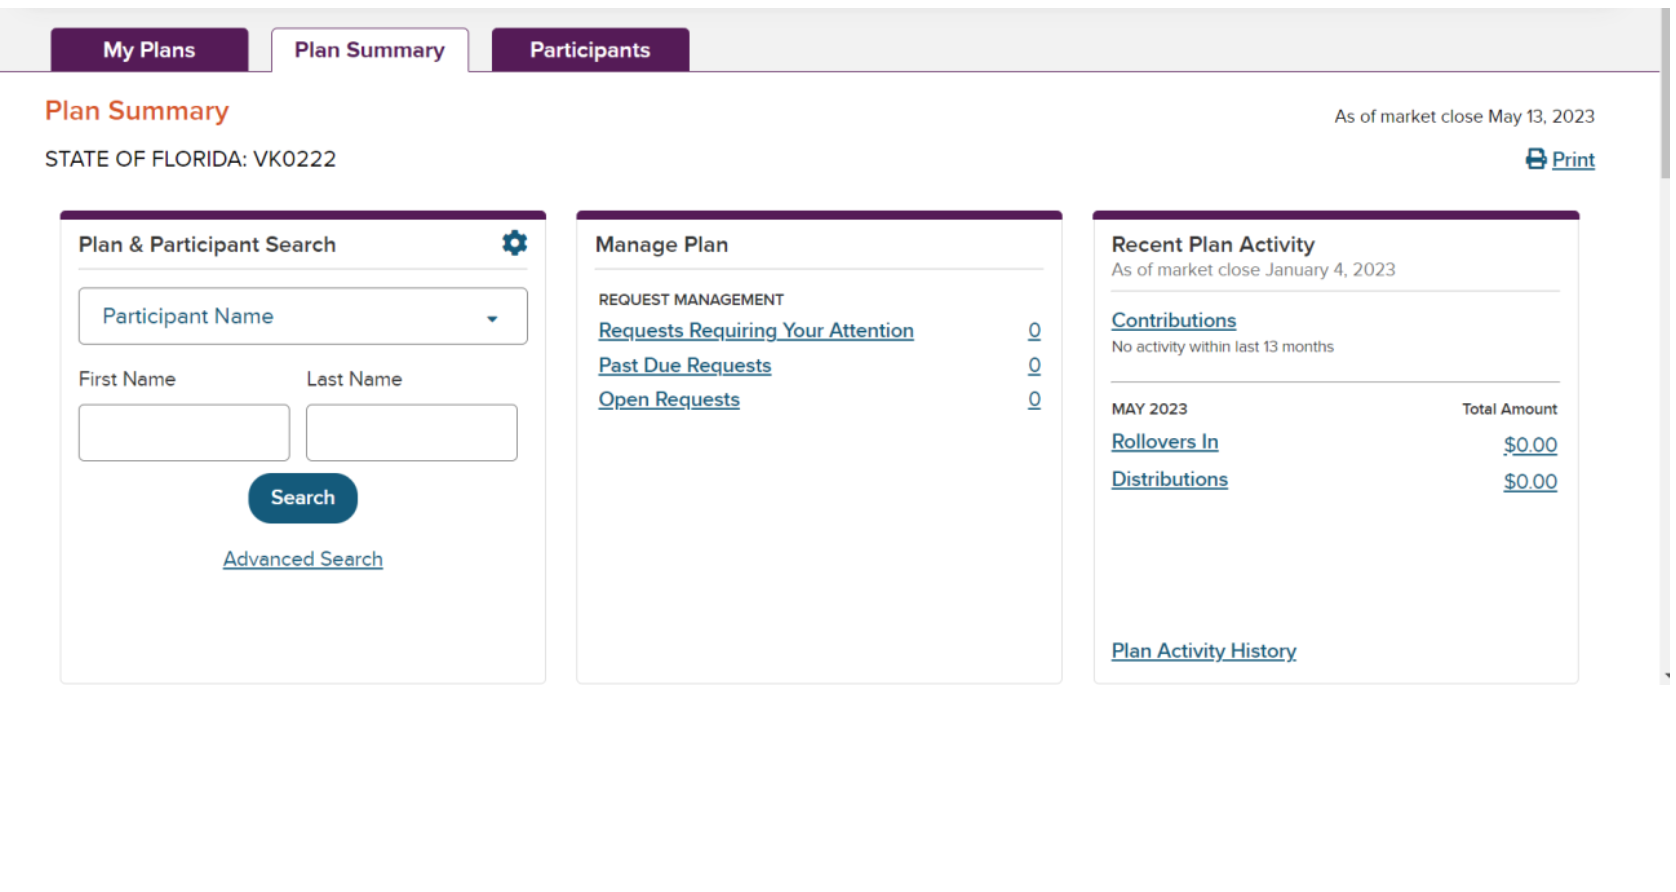 My Plans
Plan Summary
Participants
Plan Summary
As of market close May 13, 2023
STATE OF FLORIDA: VK0222
Print
Plan & Participant Search
Participant Name
First Name Last Name
Search
Advanced Search
Manage Plan
REQUEST MANAGEMENT
Requests Requiring Your Attention 0
Past Due Requests 0
Open Requests 0
Recent Plan Activity
As of market close January 4, 2023
Contributions
No activity within last 13 months
MAY 2023 Total Amount
Rollovers In $0.00
Distributions $0.00
Plan Activity History